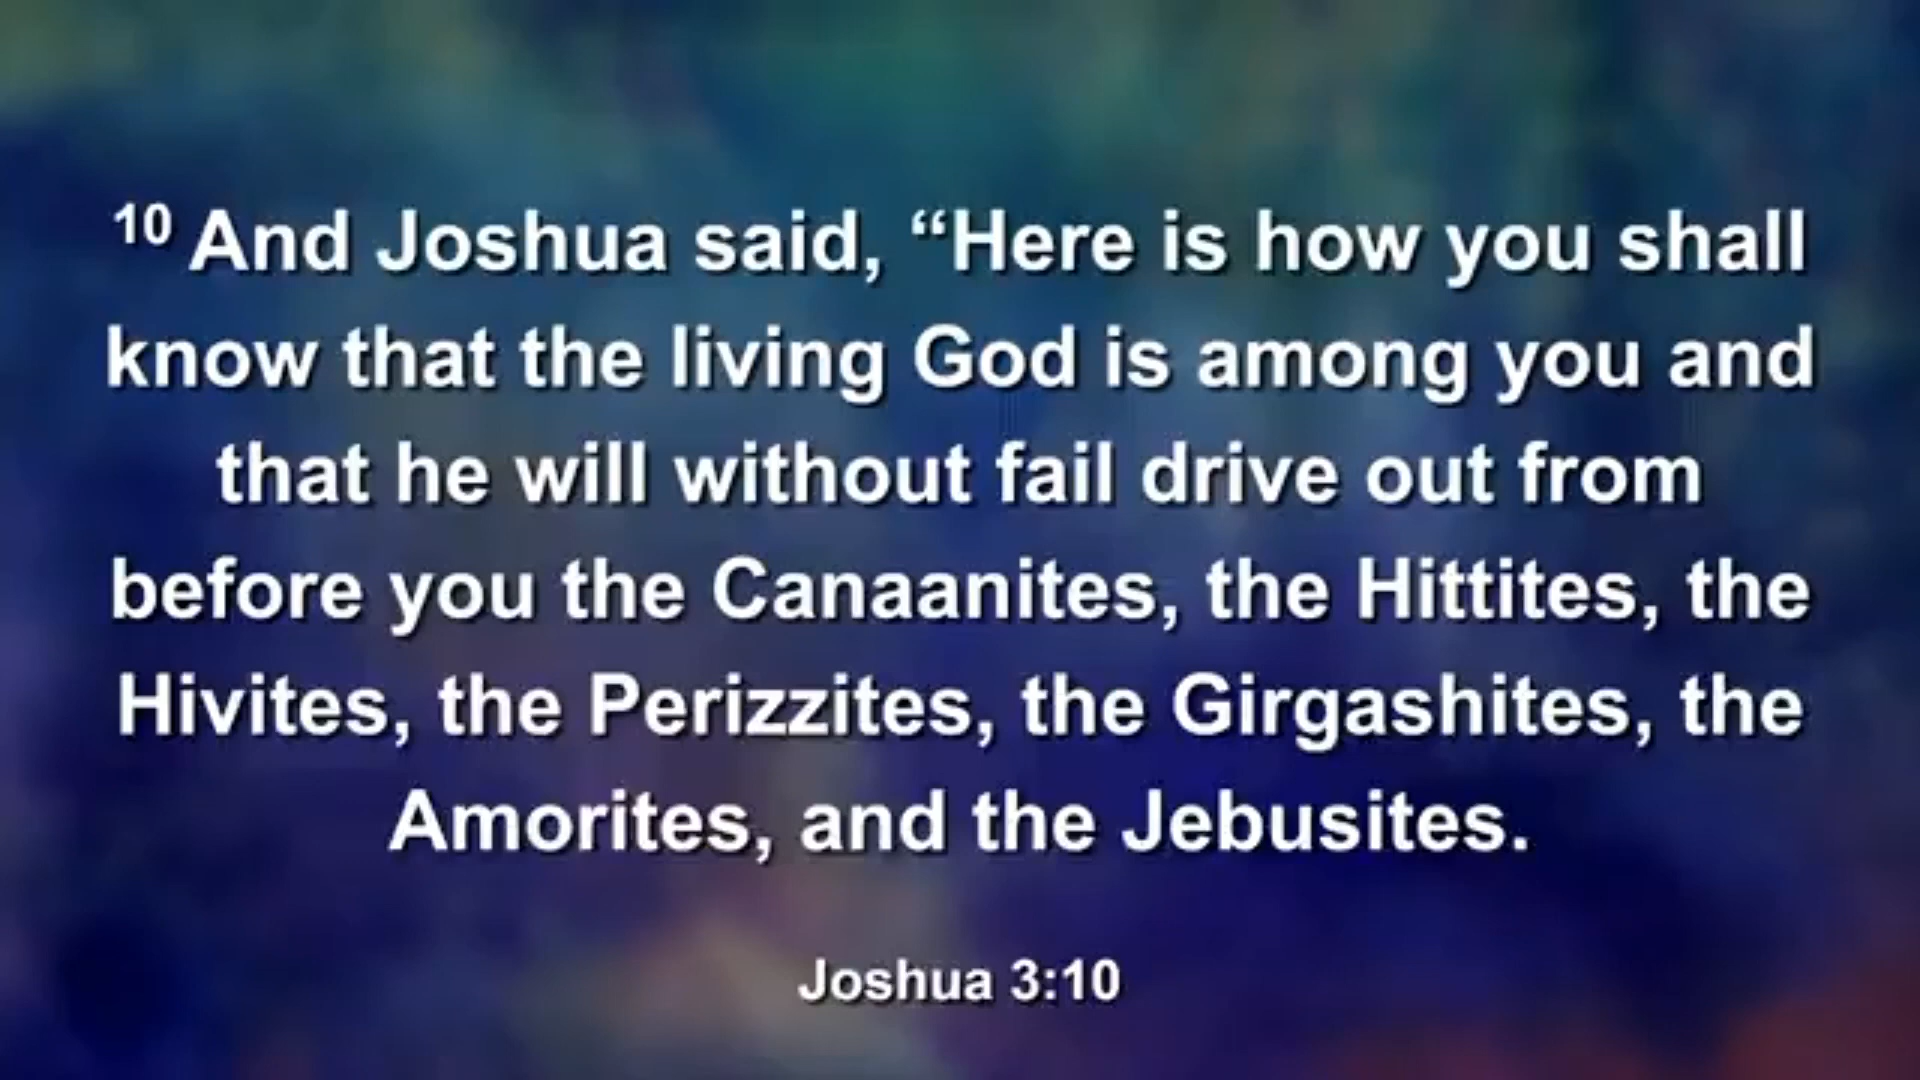 10 And Joshua said, “Here is how you shall
know that the living God is among you and
that he will without fail drive out from
before you the Canaanites, the Hittites, the
Hivites, the Perizzites, the Girgashites, the
Amorites, and the Jebusites.
Joshua 3:10